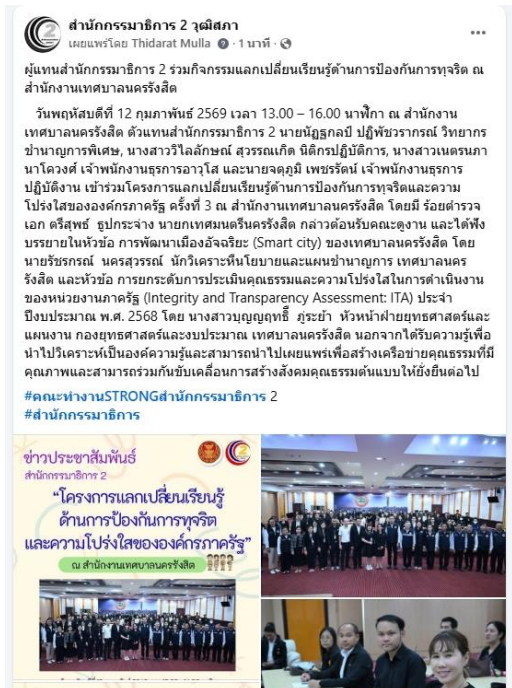 สำนักกรรมาธิการ 2 วุฒิสภา
เผยแพร่โดย Thidarat Mulla · 1 นาที ·
ผู้แทนสำนักกรรมาธิการ 2 ร่วมกิจกรรมแลกเปลี่ยนเรียนรู้ด้านการป้องกันการทุจริต ณ
สำนักงานเทศบาลนครรังสิต
วันพฤหัสบดีที่ 12 กุมภาพันธ์ 2569 เวลา 13.00 – 16.00 นาฬิกา ณ สำนักงาน
เทศบาลนครรังสิต ตัวแทนสำนักกรรมาธิการ 2 นายณัฏฐกลป์ ปฏิพัชวราภรณ์ วิทยากร
ชำนาญการพิเศษ, นางสาววิไลลักษณ์ สุวรรณเกิด นิติกรปฏิบัติการ, นางสาวเนตรนภา
นาโควงศ์ เจ้าพนักงานธุรการอาวุโส และนายจตุภูมิ เพชรรัตน์ เจ้าพนักงานธุรการ
ปฏิบัติงาน เข้าร่วมโครงการแลกเปลี่ยนเรียนรู้ด้านการป้องกันการทุจริตและความ
โปร่งใสขององค์กรภาครัฐ ครั้งที่ 3 ณ สำนักงานเทศบาลนครรังสิต โดยมี ร้อยตำรวจ
เอก ตรีลุพธ์ ธูปกระจ่าง นายกเทศมนตรีนครรังสิต กล่าวต้อนรับคณะดูงาน และได้ฟัง
บรรยายในหัวข้อ การพัฒนาเมืองอัจฉริยะ (Smart city) ของเทศบาลนครรังสิต โดย
นายรัชรกรณ์ นครสุวรรณ์ นักวิเคราะห์นโยบายและแผนชำนาญการ เทศบาลนคร
รังสิต และหัวข้อ การยกระดับการประเมินคุณธรรมและความโปร่งใสในการดำเนินงาน
ของหน่วยงานภาครัฐ (Integrity and Transparency Assessment: ITA) ประจำ
ปีงบประมาณ พ.ศ. 2568 โดย นางสาวบุญญฤทธิ์ ภู่ระย้า หัวหน้าฝ่ายยุทธศาสตร์และ
แผนงาน กองยุทธศาสตร์และงบประมาณ เทศบาลนครรังสิต นอกจากได้รับความรู้เพื่อ
นำไปวิเคราะห์เป็นองค์ความรู้และสามารถนำไปเผยแพร่เพื่อสร้างเครือข่ายคุณธรรมที่มี
คุณภาพและสามารถร่วมกันขับเคลื่อนการสร้างสังคมคุณธรรมต้นแบบให้ยั่งยืนต่อไป
#คณะทำงานSTRONGสำนักกรรมาธิการ 2
#สำนักกรรมาธิการ
ข่าวประชาสัมพันธ์
สำนักกรรมาธิการ 2
"โครงการแลกเปลี่ยนเรียนรู้
ด้านการป้องกันการทุจริต
และความโปร่งใสขององค์กรภาครัฐ"
ณ สำนักงานเทศบาลนครรังสิต